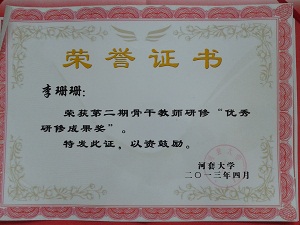 荣誉证书
李珊珊：
荣获第二期骨干教师研修“优秀
研修成果奖”。
特发此证，以资鼓励。
河套大学
二〇一三年四月